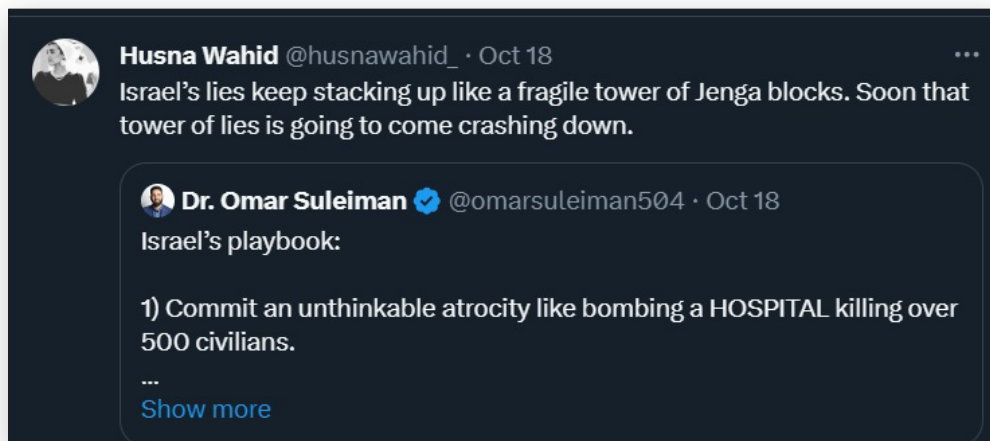 Husna Wahid @husnawahid_ · Oct 18
Israel's lies keep stacking up like a fragile tower of Jenga blocks. Soon that
tower of lies is going to come crashing down.
Dr. Omar Suleiman @omarsuleiman504 · Oct 18
Israel's playbook:
1) Commit an unthinkable atrocity like bombing a HOSPITAL killing over
500 civilians.
...
Show more